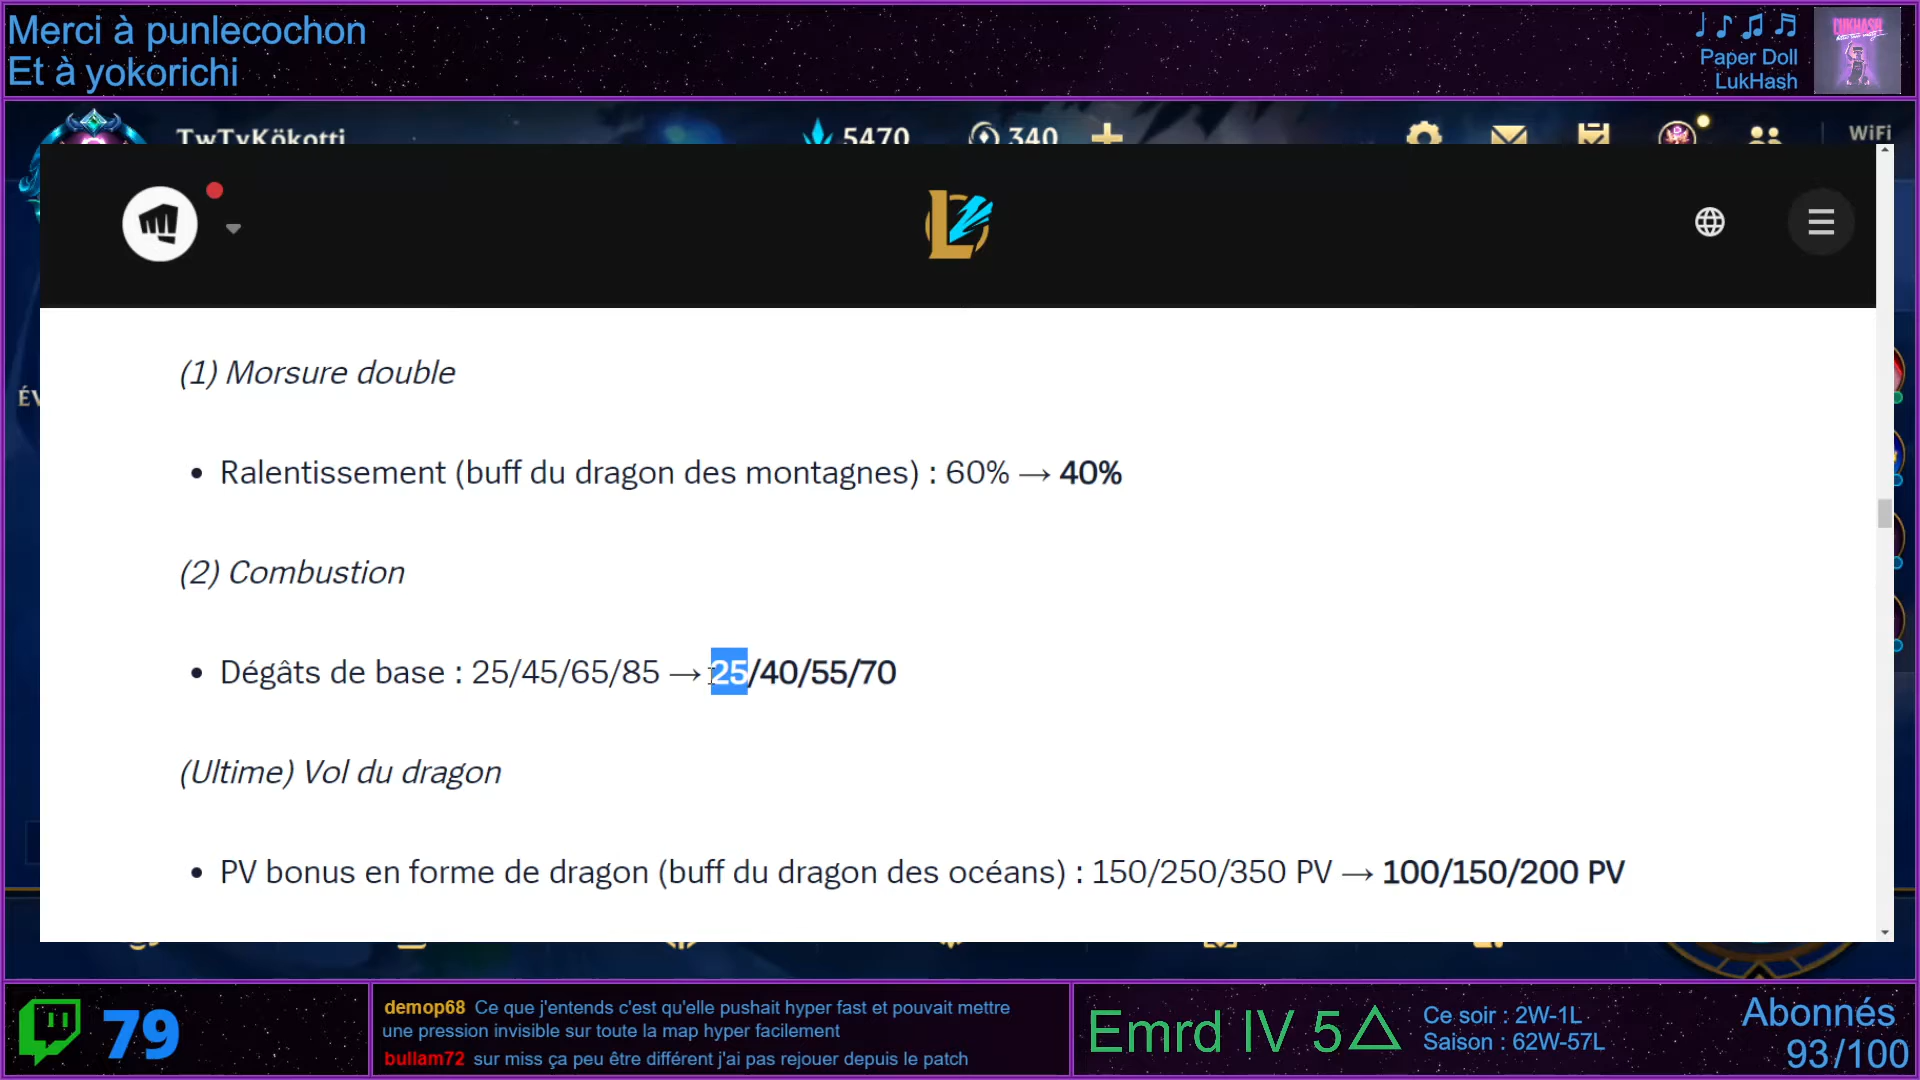 Merci à punlecochon
Et à yokorichi
Paper Doll
LukHash
TwTvKökotti
5470
340
WiFi
(1) Morsure double
• Ralentissement (buff du dragon des montagnes) : 60% → 40%
(2) Combustion
• Dégâts de base : 25/45/65/85 → 25/40/55/70
(Ultime) Vol du dragon
• PV bonus en forme de dragon (buff du dragon des océans) : 150/250/350 PV → 100/150/200 PV
79
demop68 Ce que j'entends c'est qu'elle pushait hyper fast et pouvait mettre
une pression invisible sur toute la map hyper facilement
bullam72 sur miss ça peu être différent j'ai pas rejouer depuis le patch
Emrd IV 5△
Ce soir : 2W-1L
Saison : 62W-57L
Abonnés
93/100